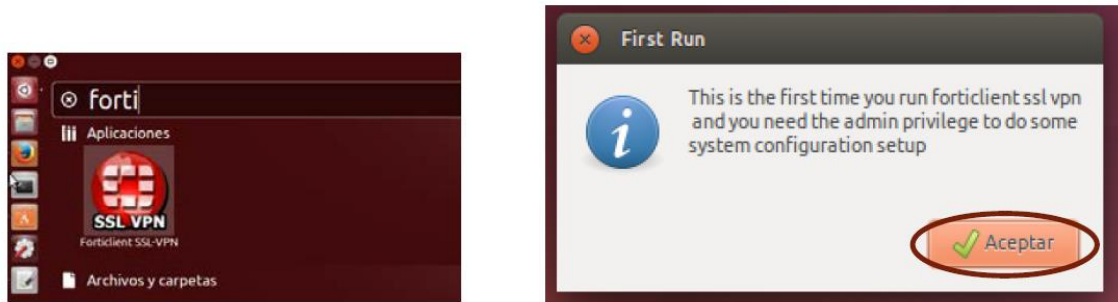 forti
Aplicaciones
SSL VPN
Forticlient SSL-VPN
Archivos y carpetas
First Run
This is the first time you run forticlient ssl vpn
and you need the admin privilege to do some
system configuration setup
Aceptar